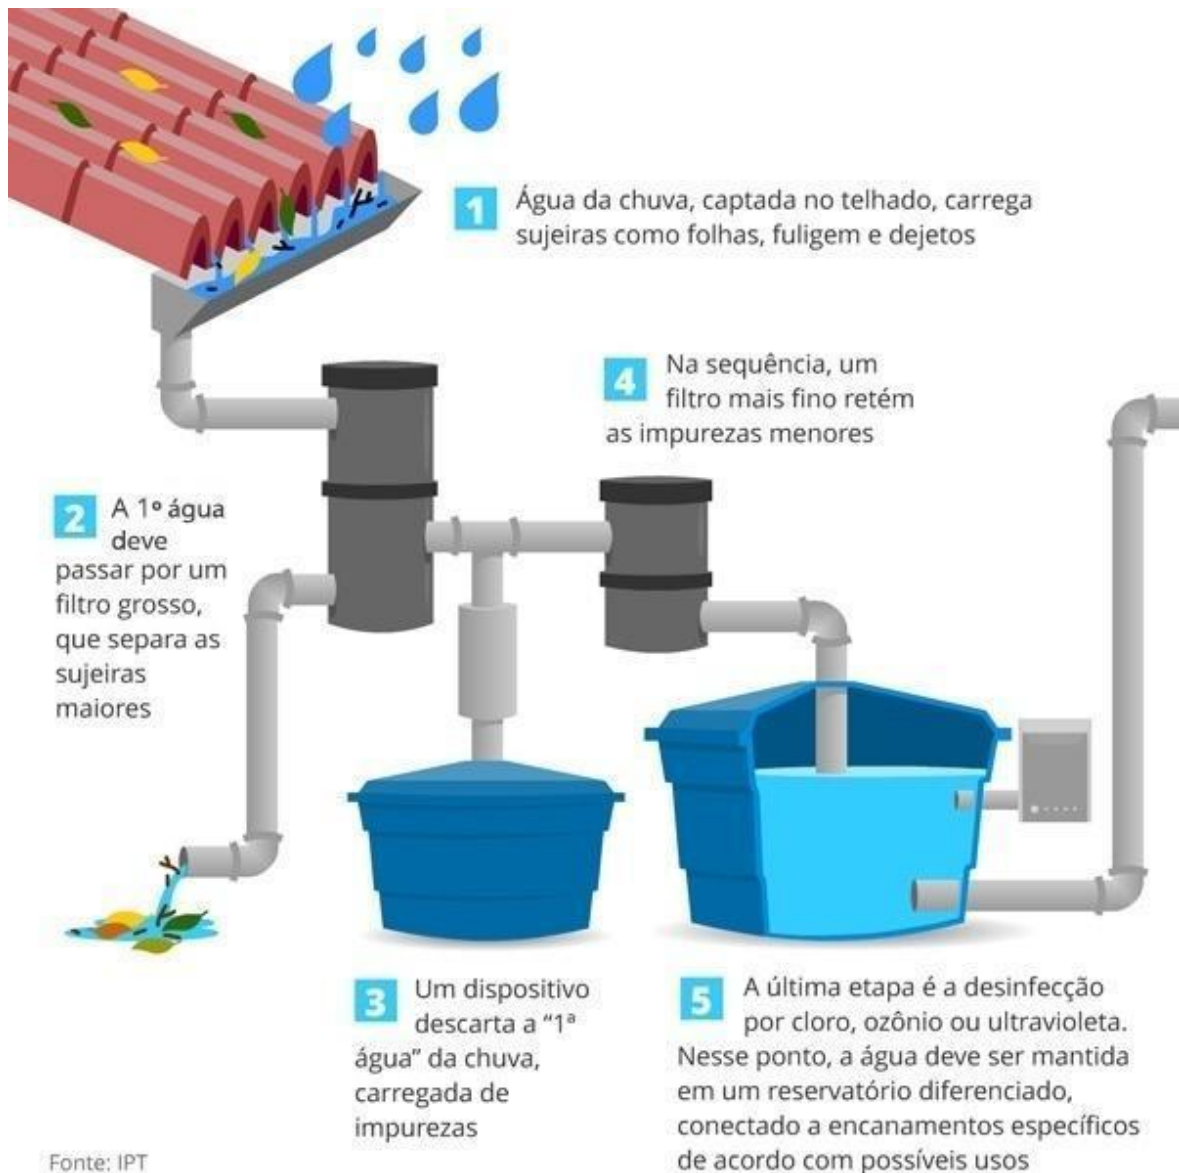 1 Água da chuva, captada no telhado, carrega
sujeiras como folhas, fuligem e dejetos
2 A 1º água
deve
passar por um
filtro grosso,
que separa as
sujeiras
maiores
3 Um dispositivo
descarta a “1ª
água” da chuva,
carregada de
impurezas
4 Na sequência, um
filtro mais fino retém
as impurezas menores
5 A última etapa é a desinfecção
por cloro, ozônio ou ultravioleta.
Nesse ponto, a água deve ser mantida
em um reservatório diferenciado,
conectado a encanamentos específicos
de acordo com possíveis usos
Fonte: IPT